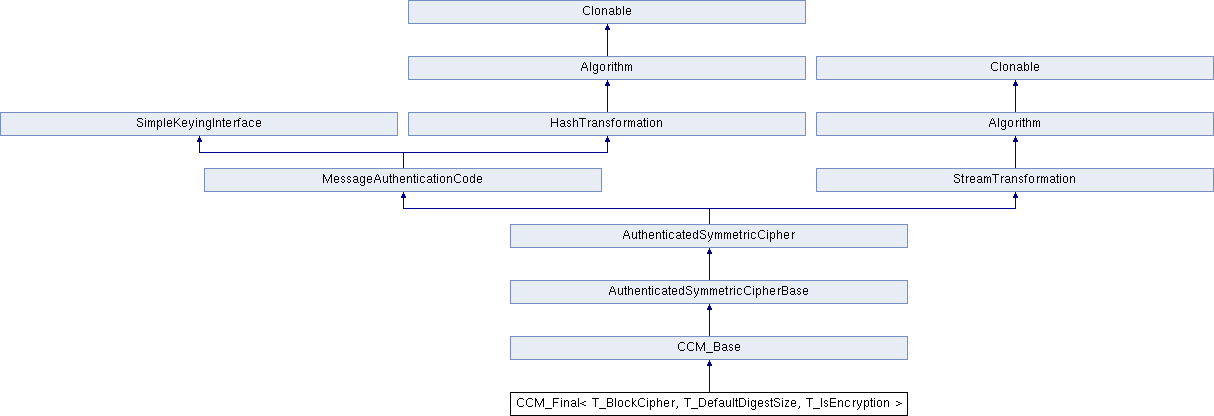 Clonable
Algorithm
Clonable
SimpleKeyingInterface
HashTransformation
Algorithm
MessageAuthenticationCode
StreamTransformation
AuthenticatedSymmetricCipher
AuthenticatedSymmetricCipherBase
CCM_Base
CCM_Final< T_BlockCipher, T_DefaultDigestSize, T_IsEncryption >